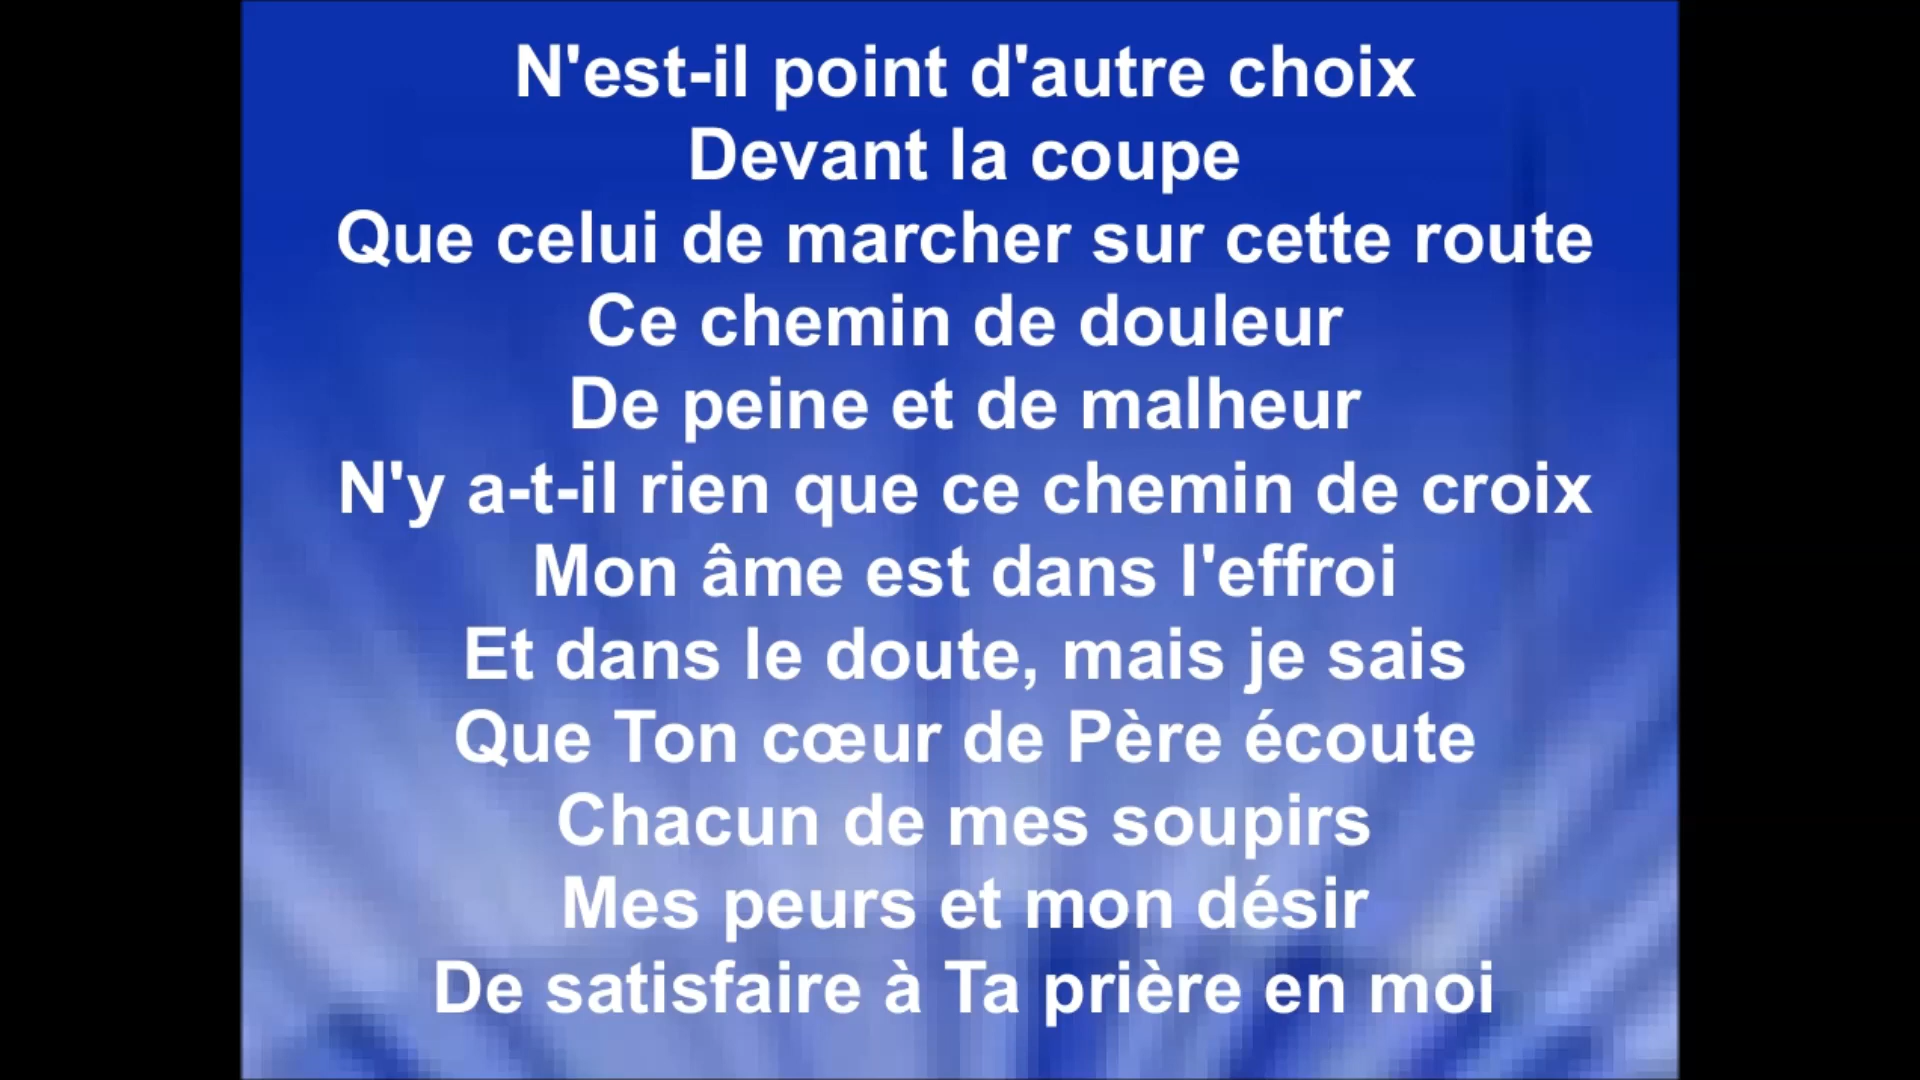 N'est-il point d'autre choix
Devant la coupe
Que celui de marcher sur cette route
Ce chemin de douleur
De peine et de malheur
N'y a-t-il rien que ce chemin de croix
Mon âme est dans l'effroi
Et dans le doute, mais je sais
Que Ton cœur de Père écoute
Chacun de mes soupirs
Mes peurs et mon désir
De satisfaire à Ta prière en moi